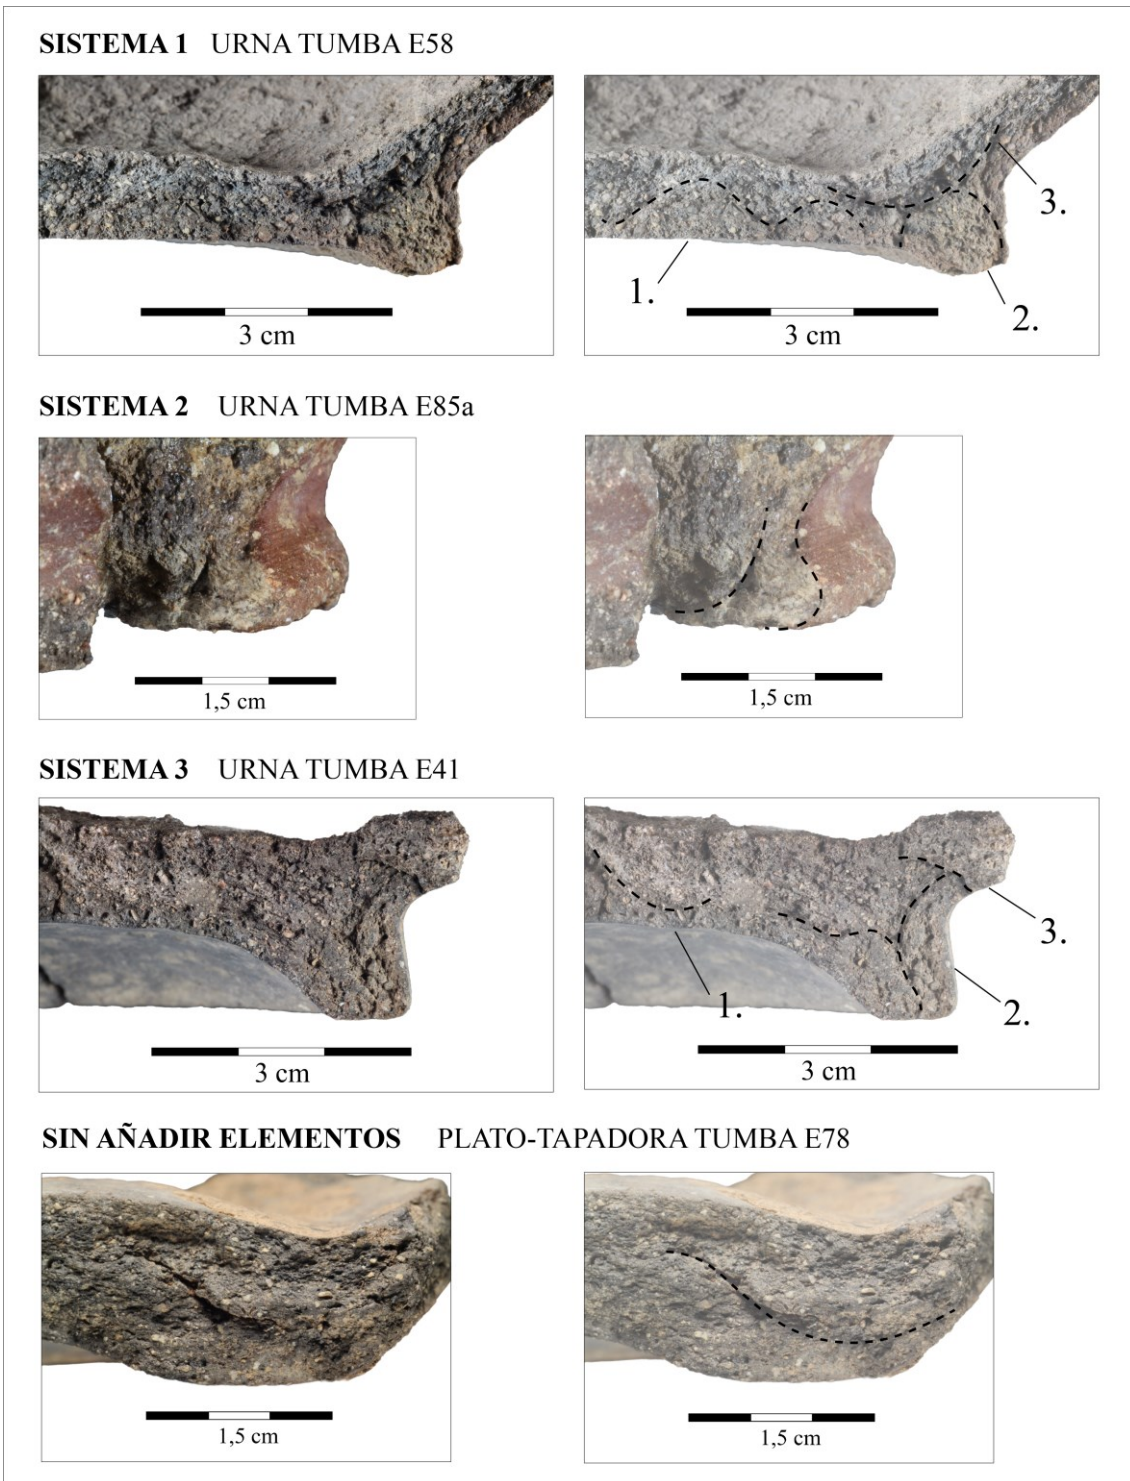 SISTEMA 1 URNA TUMBA E58
3 cm
1.
2.
3.
3 cm
SISTEMA 2 URNA TUMBA E85a
1,5 cm
1,5 cm
SISTEMA 3 URNA TUMBA E41
3 cm
1.
2.
3.
3 cm
SIN AÑADIR ELEMENTOS PLATO-TAPADORA TUMBA E78
1,5 cm
1,5 cm